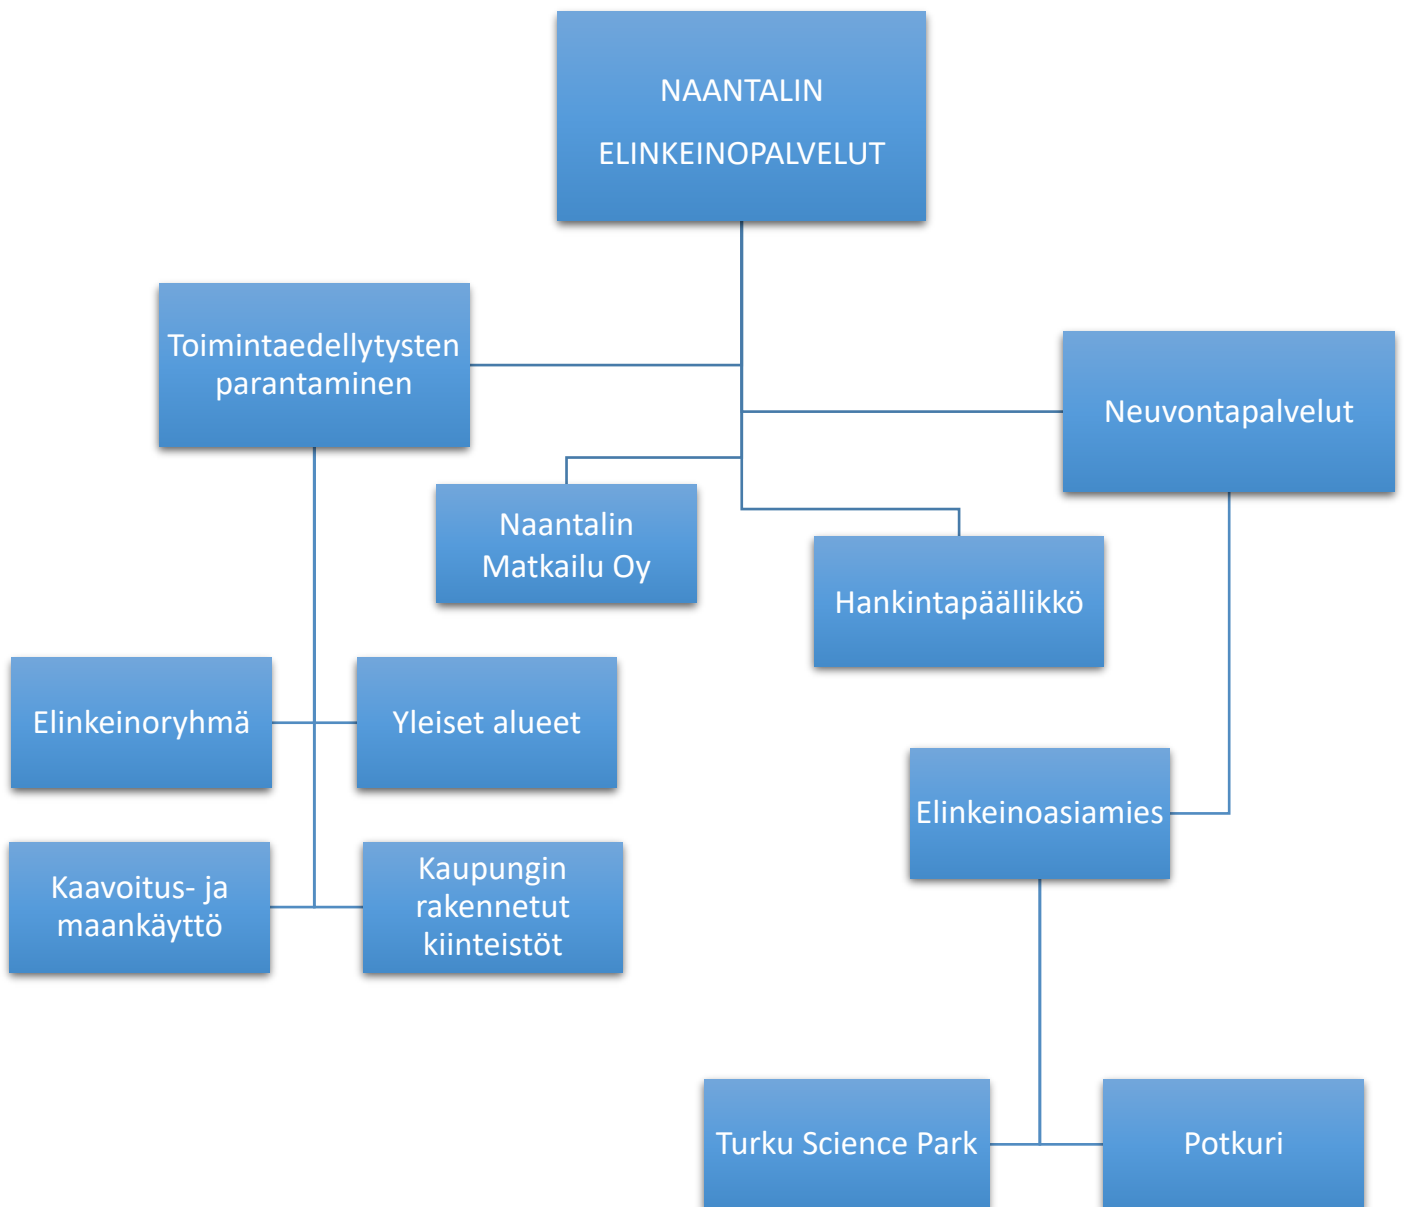 NAANTALIN
ELINKEINOPALVELUT
Toimintaedellytysten
parantaminen
Neuvontapalvelut
Naantalin
Matkailu Oy
Hankintapäällikkö
Elinkeinoryhmä
Yleiset alueet
Elinkeinoasiamies
Kaavoitus- ja
maankäyttö
Kaupungin
rakennetut
kiinteistöt
Turku Science Park
Potkuri